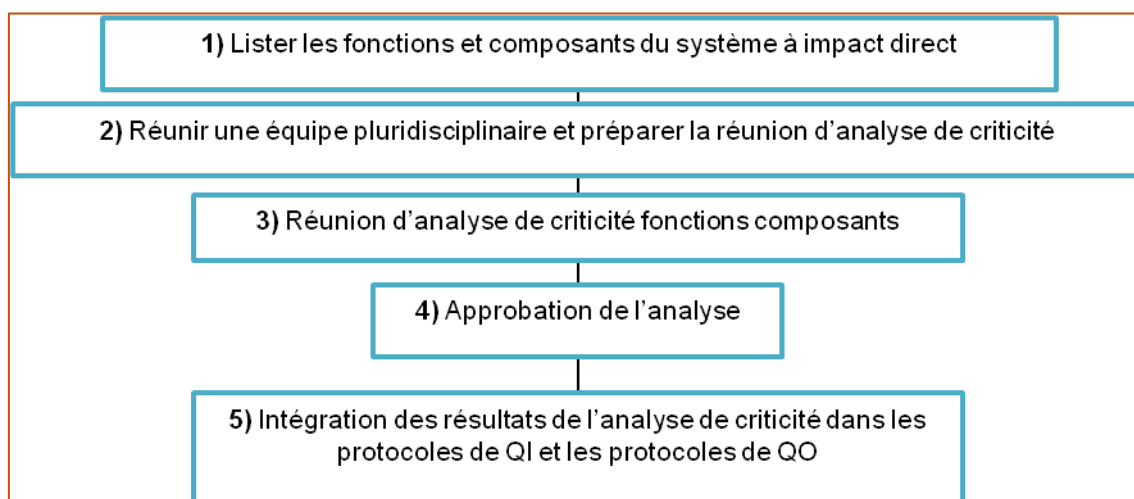 1) Lister les fonctions et composants du système à impact direct
2) Réunir une équipe pluridisciplinaire et préparer la réunion d’analyse de criticité
3) Réunion d’analyse de criticité fonctions composants
4) Approbation de l’analyse
5) Intégration des résultats de l’analyse de criticité dans les
protocoles de QI et les protocoles de QO